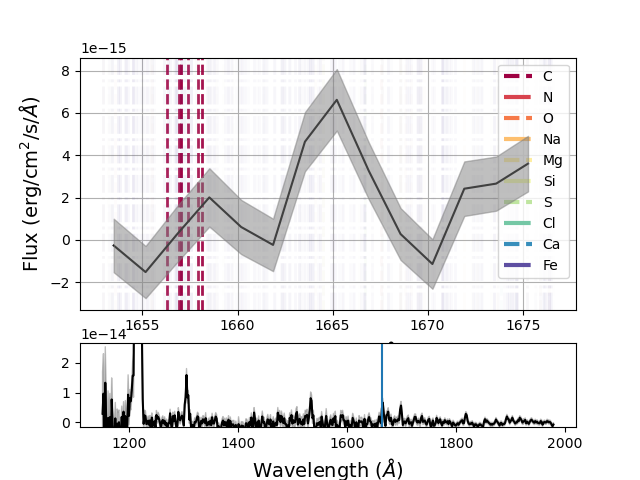 1e−15
8
6
4
2
0
−2
Flux (erg/cm²/s/Å)
C
N
O
Na
Mg
Si
S
Cl
Ca
Fe
1655 1660 1665 1670 1675
1e−14
2
1
0
1200 1400 1600 1800 2000
Wavelength (Å)